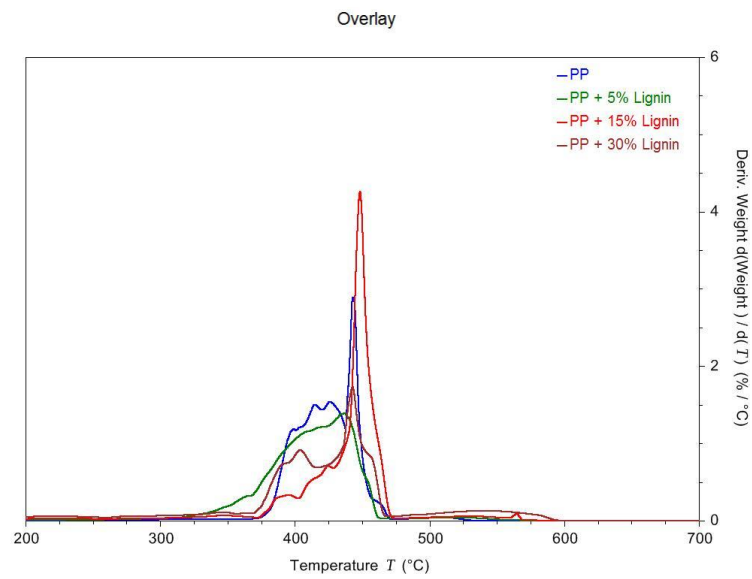 Overlay
6
PP
PP + 5% Lignin
PP + 15% Lignin
PP + 30% Lignin
4
2
0
Deriv. Weight d(Weight) / d(T) (% / °C)
200 300 400 500 600 700
Temperature T (°C)